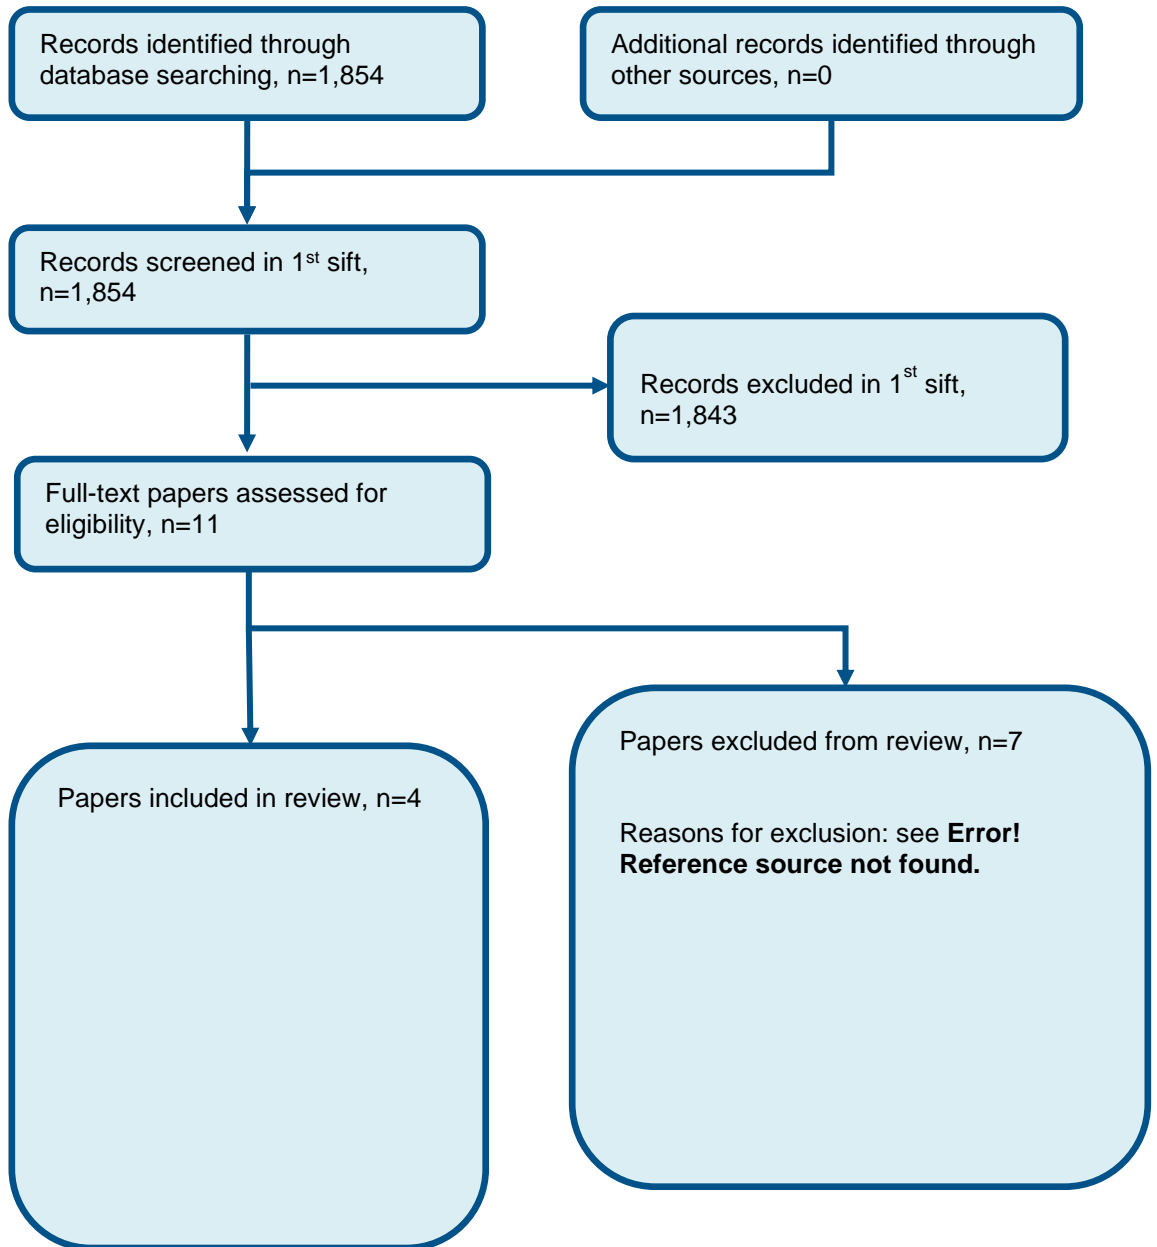 Records identified through
database searching, n=1,854
Additional records identified through
other sources, n=0
Records screened in 1st sift,
n=1,854
Records excluded in 1st sift,
n=1,843
Full-text papers assessed for
eligibility, n=11
Papers included in review, n=4
Papers excluded from review, n=7
Reasons for exclusion: see Error!
Reference source not found.